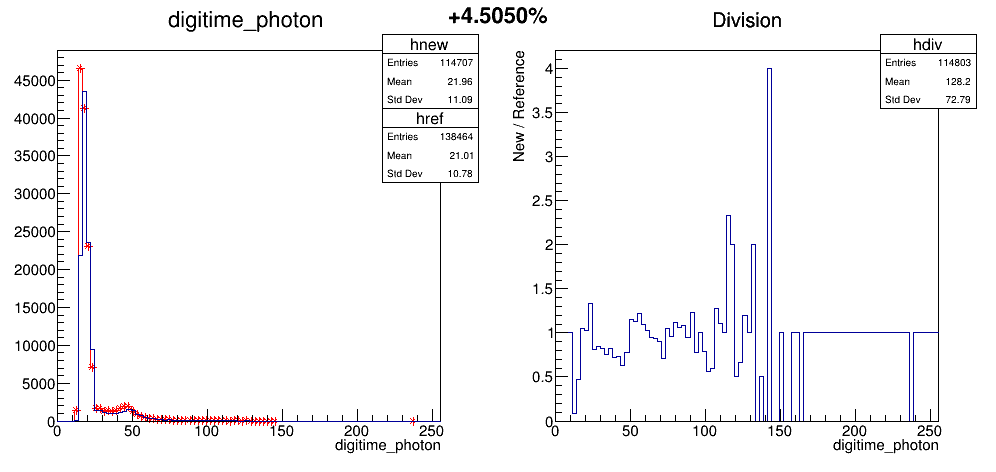 digitime_photon
+4.5050%
Division
hnew
Entries 114707
Mean 21.96
Std Dev 11.09
href
Entries 138464
Mean 21.01
Std Dev 10.78
45000
40000
35000
30000
25000
20000
15000
10000
5000
0
0 50 100 150 200 250
digitime_photon
hdiv
Entries 114803
Mean 128.2
Std Dev 72.79
New / Reference
4
3.5
3
2.5
2
1.5
1
0.5
0
0 50 100 150 200 250
digitime_photon